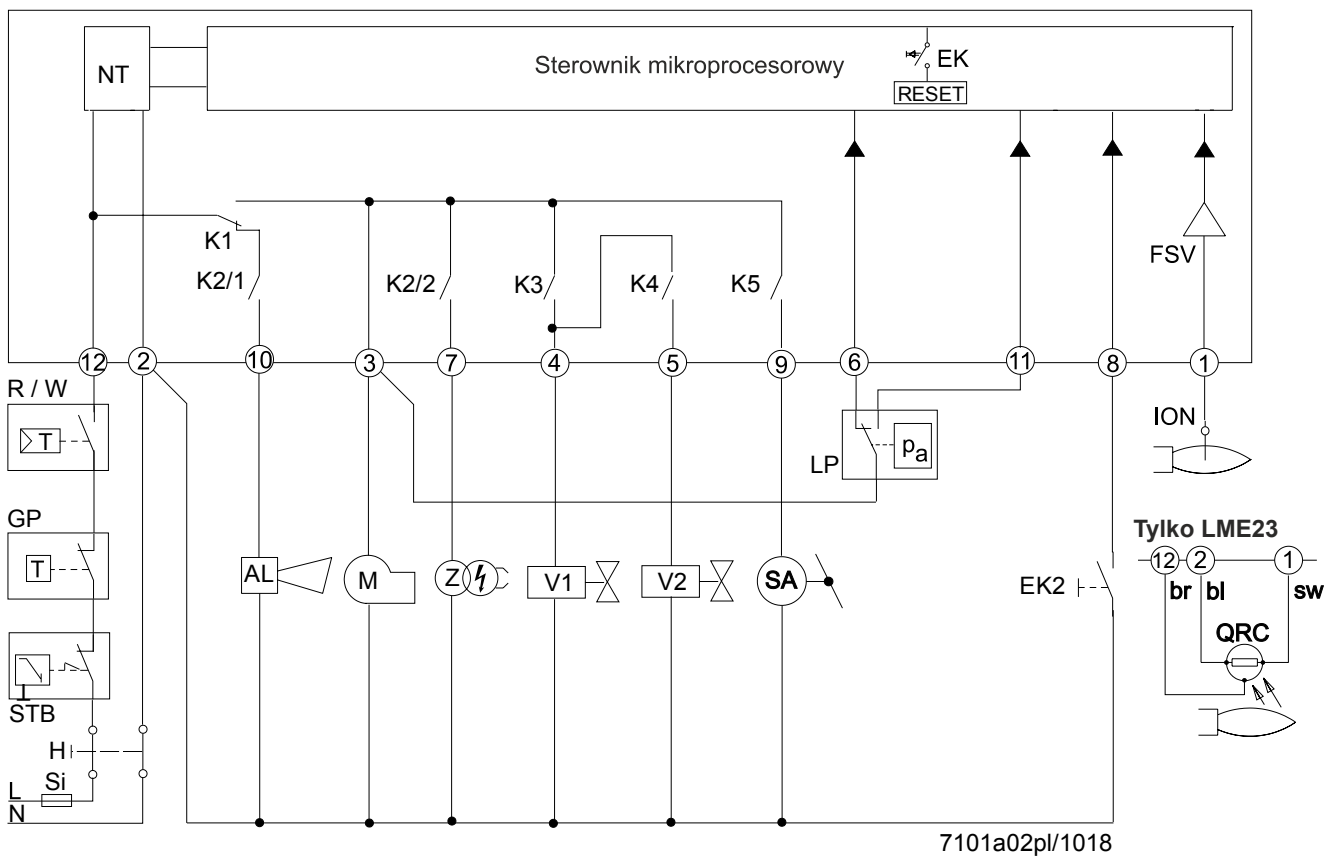 NT
Sterownik mikroprocesorowy
EK
RESET
FSV
K1
K2/1
K2/2
K3
K4
K5
12
2
10
3
7
4
5
9
6
11
8
1
R / W
T
GP
T
STB
H
L
Si
N
AL
M
Z
V1
V2
SA
LP
pa
EK2
ION
Tylko LME23
12
2
1
br
bl
sw
QRC
7101a02pl/1018